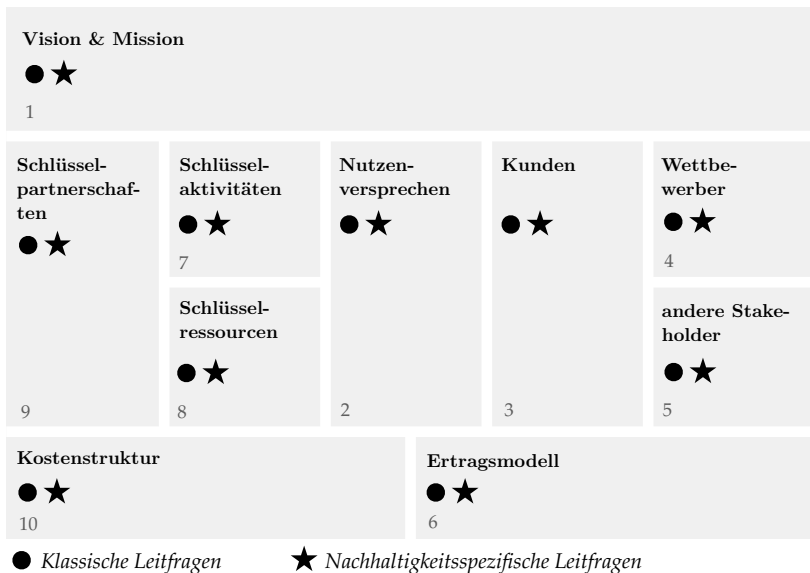 Vision & Mission
● ★
1
Schlüssel-
partnerschaf-
ten
● ★
9
Schlüssel-
aktivitäten
● ★
7
Schlüssel-
ressourcen
● ★
8
Nutzen-
versprechen
● ★
2
Kunden
● ★
3
Wettbe-
werber
● ★
4
andere Stake-
holder
● ★
5
Kostenstruktur
● ★
10
Ertragsmodell
● ★
6
● Klassische Leitfragen
★ Nachhaltigkeitsspezifische Leitfragen